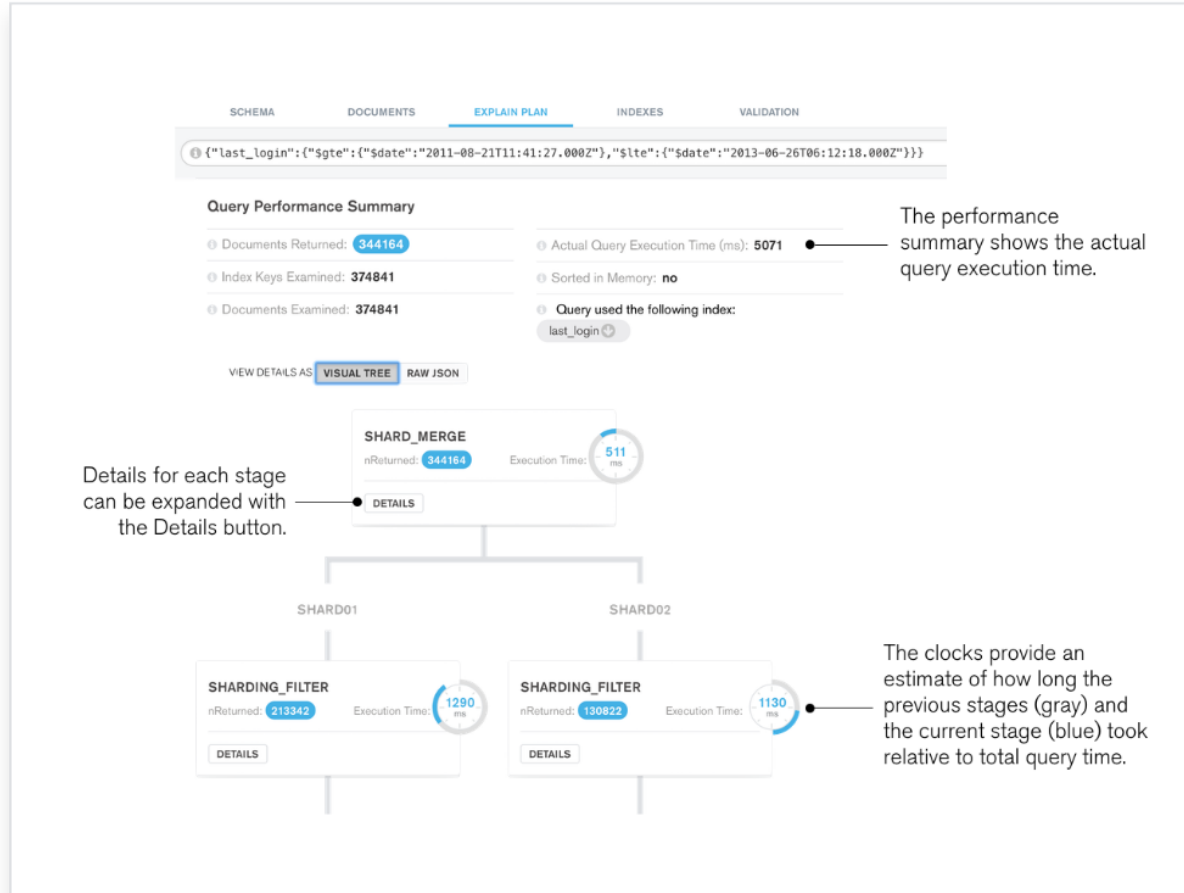 SCHEMA DOCUMENTS EXPLAIN PLAN INDEXES VALIDATION
{"last_login":{"$gte":{"$date":"2011-08-21T11:41:27.000Z"},"$lte":{"$date":"2013-06-26T06:12:18.000Z"}}}
Query Performance Summary
Documents Returned: 344164
Index Keys Examined: 374841
Documents Examined: 374841
Actual Query Execution Time (ms): 5071
Sorted in Memory: no
Query used the following index:
last_login
The performance
summary shows the actual
query execution time.
VIEW DETAILS AS VISUAL TREE RAW JSON
SHARD_MERGE
nReturned: 344164 Execution Time: 511 ms
DETAILS
Details for each stage
can be expanded with
the Details button.
SHARD01 SHARD02
SHARDING_FILTER
nReturned: 213342 Execution Time: 1290 ms
DETAILS
SHARDING_FILTER
nReturned: 130822 Execution Time: 1130 ms
DETAILS
The clocks provide an
estimate of how long the
previous stages (gray) and
the current stage (blue) took
relative to total query time.